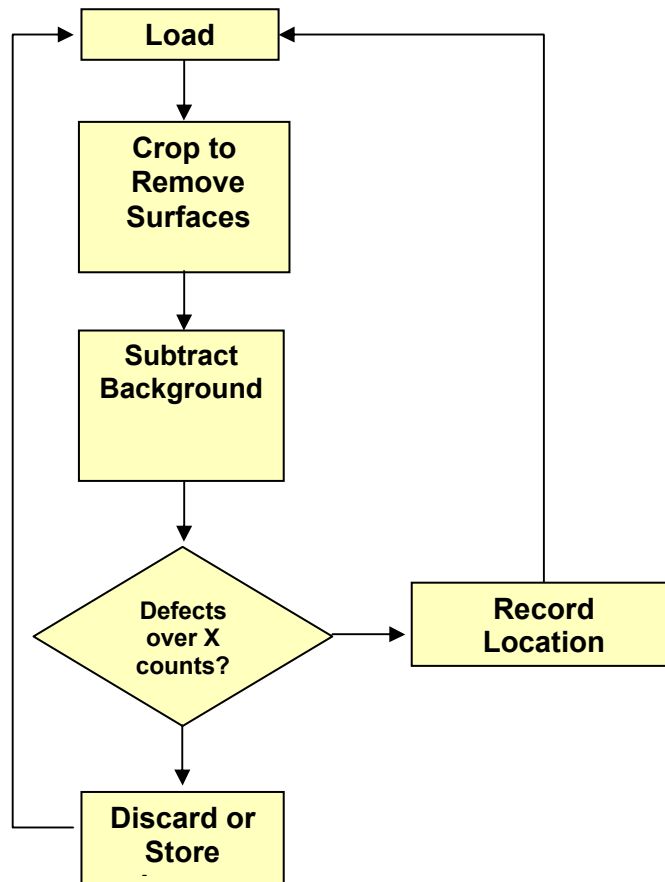 Load
Crop to
Remove
Surfaces
Subtract
Background
Defects
over X
counts?
Record
Location
Discard or
Store